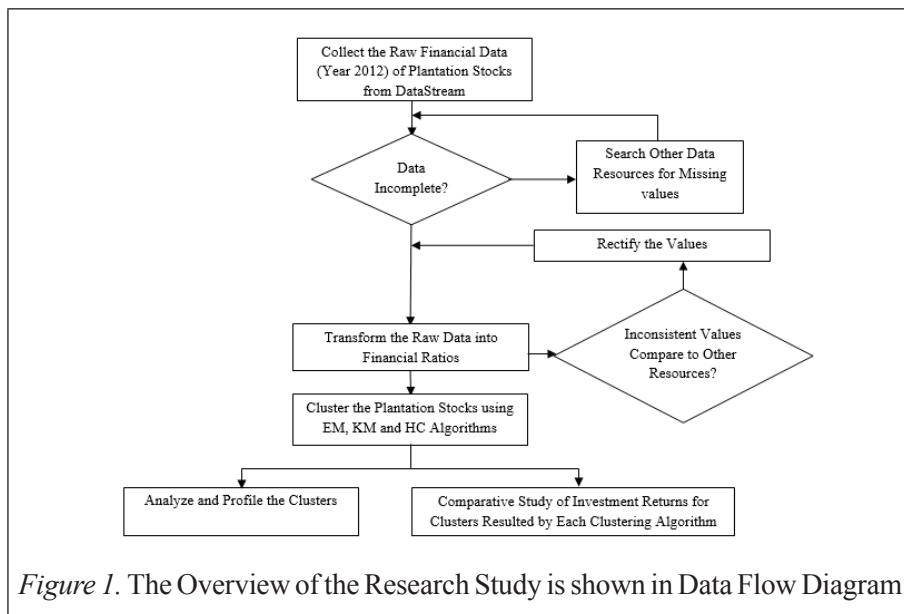 Collect the Raw Financial Data
(Year 2012) of Plantation Stocks
from DataStream
Data
Incomplete?
Search Other Data
Resources for Missing
values
Rectify the Values
Transform the Raw Data into
Financial Ratios
Inconsistent Values
Compare to Other
Resources?
Cluster the Plantation Stocks using
EM, KM and HC Algorithms
Analyze and Profile the Clusters
Comparative Study of Investment Returns for
Clusters Resulted by Each Clustering Algorithm
Figure 1. The Overview of the Research Study is shown in Data Flow Diagram